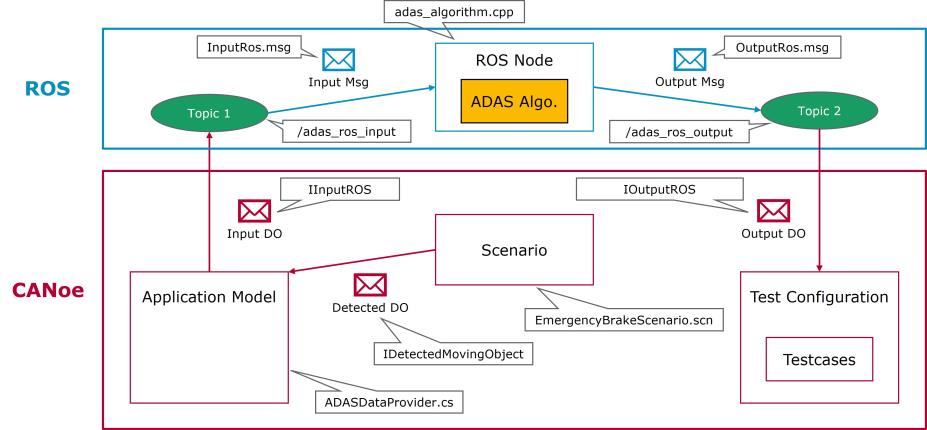 adas_algorithm.cpp
ROS
InputRos.msg
Input Msg
ROS Node
ADAS Algo.
Output Msg
OutputRos.msg
Topic 1
/adas_ros_input
/adas_ros_output
Topic 2
CANoe
IInputROS
Input DO
IOutputROS
Output DO
Scenario
Application Model
Detected DO
EmergencyBrakeScenario.scn
IDetectedMovingObject
ADASDataProvider.cs
Test Configuration
Testcases